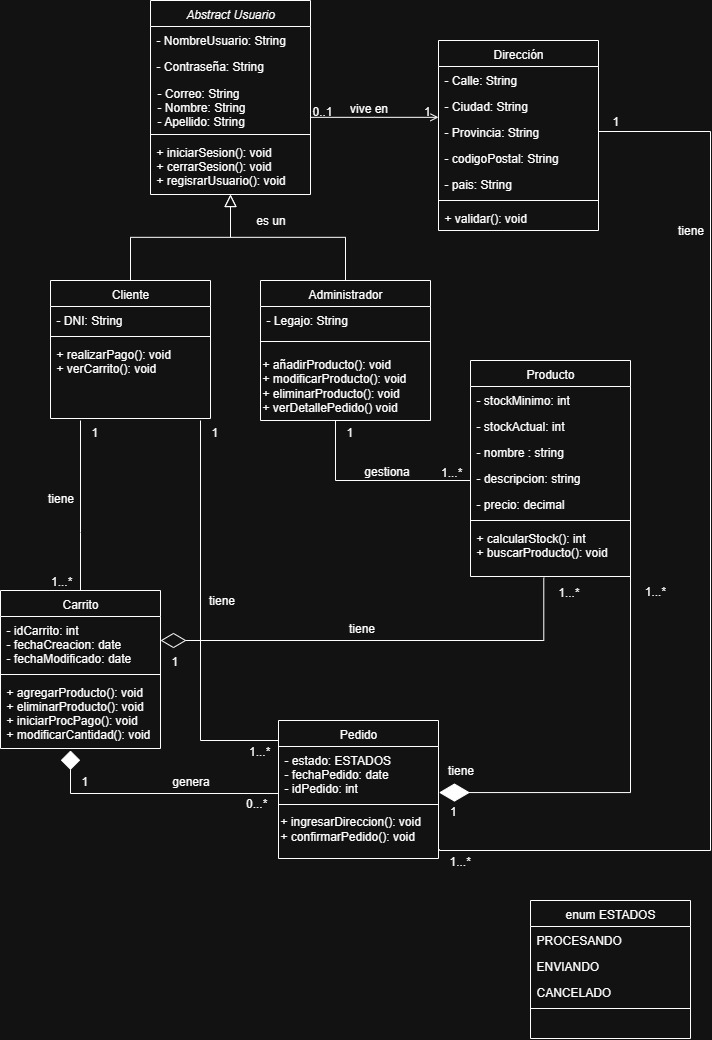 Abstract Usuario
- NombreUsuario: String
- Contraseña: String
- Correo: String
- Nombre: String
- Apellido: String
+ iniciarSesion(): void
+ cerrarSesion(): void
+ regisrarUsuario(): void
0..1
vive en
1
Dirección
- Calle: String
- Ciudad: String
- Provincia: String
- codigoPostal: String
- pais: String
+ validar(): void
1
tiene
es un
Cliente
- DNI: String
+ realizarPago(): void
+ verCarrito(): void
Administrador
- Legajo: String
+ añadirProducto(): void
+ modificarProducto(): void
+ eliminarProducto(): void
+ verDetallePedido() void
Producto
- stockMinimo: int
- stockActual: int
- nombre : string
- descripcion: string
- precio: decimal
+ calcularStock(): int
+ buscarProducto(): void
1
1
1
gestiona
1...*
tiene
1...*
tiene
1...*
1...*
Carrito
- idCarrito: int
- fechaCreacion: date
- fechaModificado: date
+ agregarProducto(): void
+ eliminarProducto(): void
+ iniciarProcPago(): void
+ modificarCantidad(): void
1
tiene
1...*
Pedido
- estado: ESTADOS
- fechaPedido: date
- idPedido: int
+ ingresarDireccion(): void
+ confirmarPedido(): void
1
genera
0...*
tiene
1
1...*
enum ESTADOS
PROCESANDO
ENVIANDO
CANCELADO